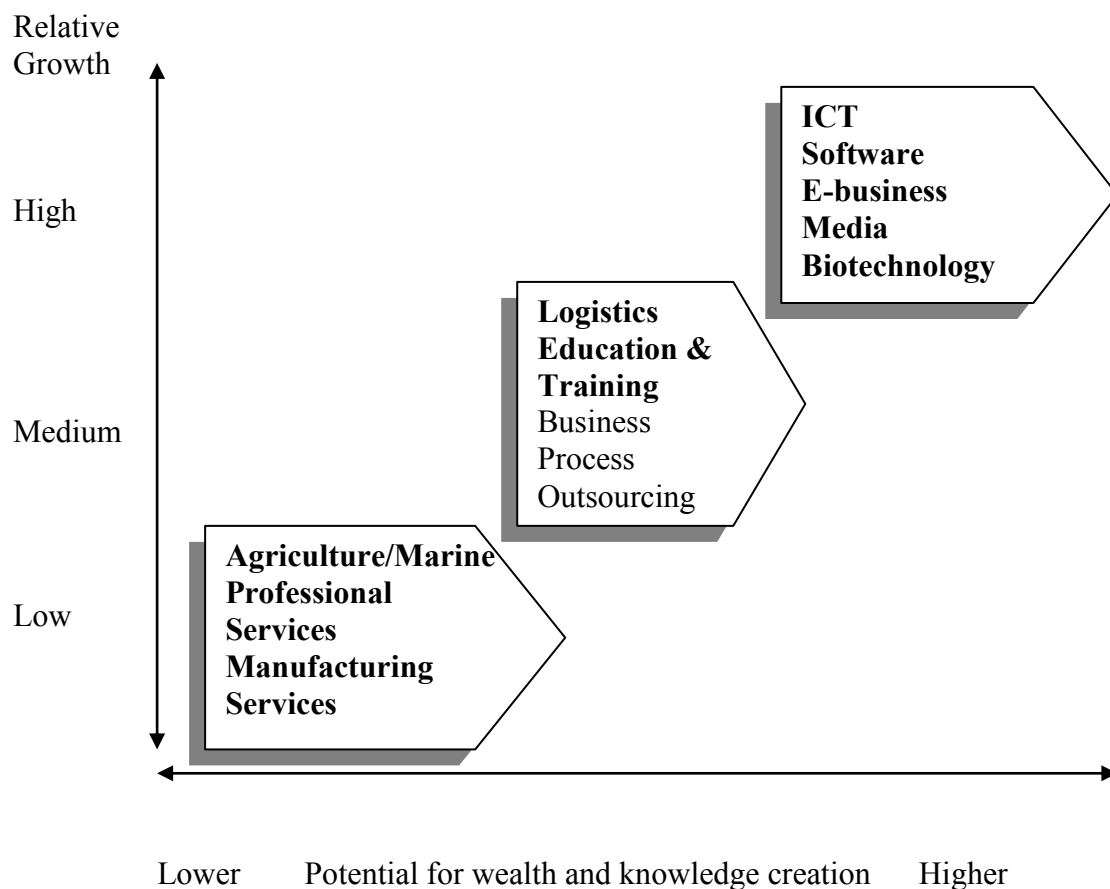 Relative
Growth
ICT
Software
E-business
Media
Biotechnology
High
Logistics
Education &
Training
Business
Process
Outsourcing
Medium
Agriculture/Marine
Professional
Services
Manufacturing
Services
Low
Lower Potential for wealth and knowledge creation Higher